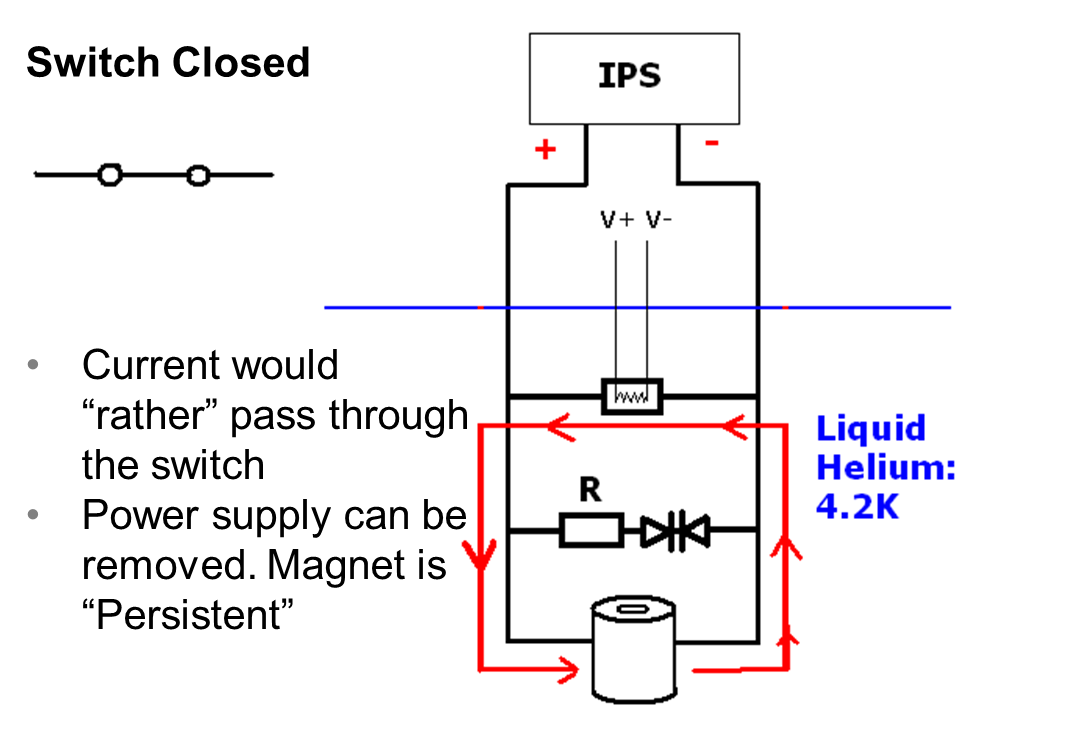 Switch Closed
IPS
+
-
V+ V-
• Current would
“rather” pass through
the switch
• Power supply can be
removed. Magnet is
“Persistent”
Liquid
Helium:
4.2K
R